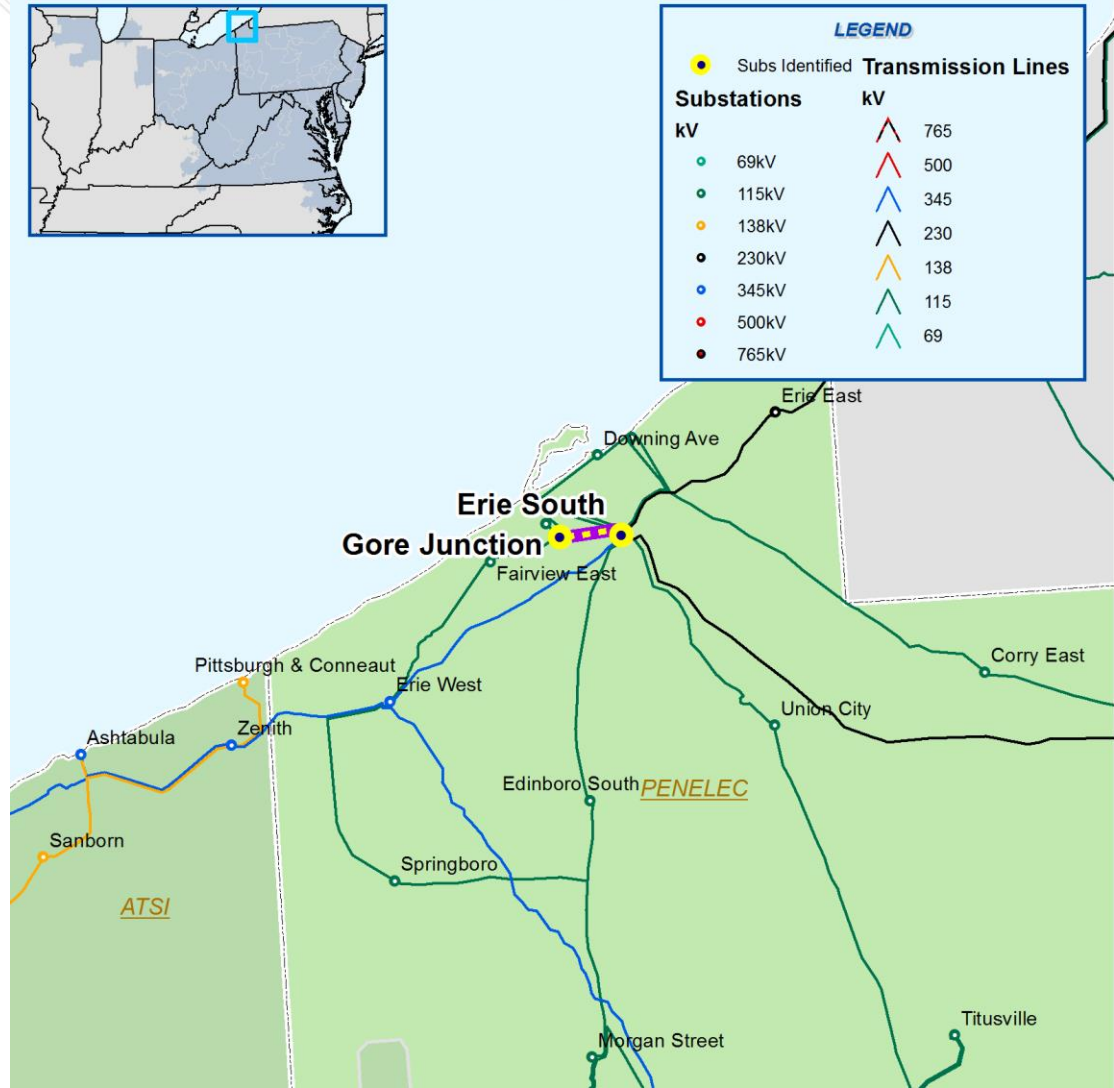 LEGEND
Subs Identified
Transmission Lines
Substations
kV
kV
69kV
115kV
138kV
230kV
345kV
500kV
765kV
765
500
345
230
138
115
69
Erie East
Downing Ave
Erie South
Gore Junction
Fairview East
Pittsburgh & Conneaut
Erie West
Corry East
Ashtabula
Zenith
Union City
Edinboro South
PENELEC
Sanborn
Springboro
ATSI
Titusville
Morgan Street